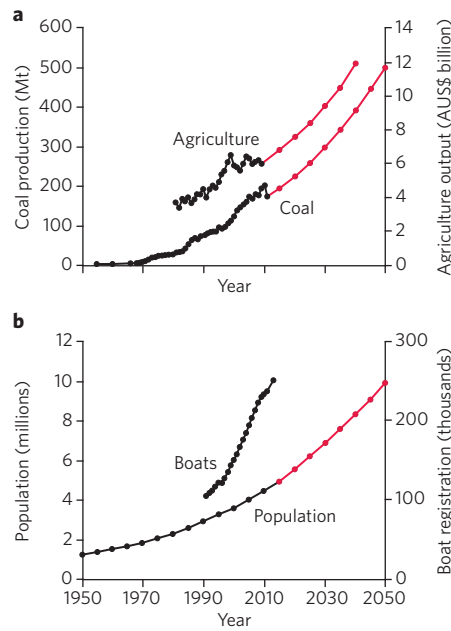 a
Coal production (Mt)
600
500
400
300
200
100
0
Agriculture
Coal
14
12
10
8
6
4
2
0
Agriculture output (AUS$ billion)
Year
b
Population (millions)
12
10
8
6
4
2
0
Boats
Population
300
200
100
0
Boat registration (thousands)
1950
1970
1990
2010
2030
2050
Year